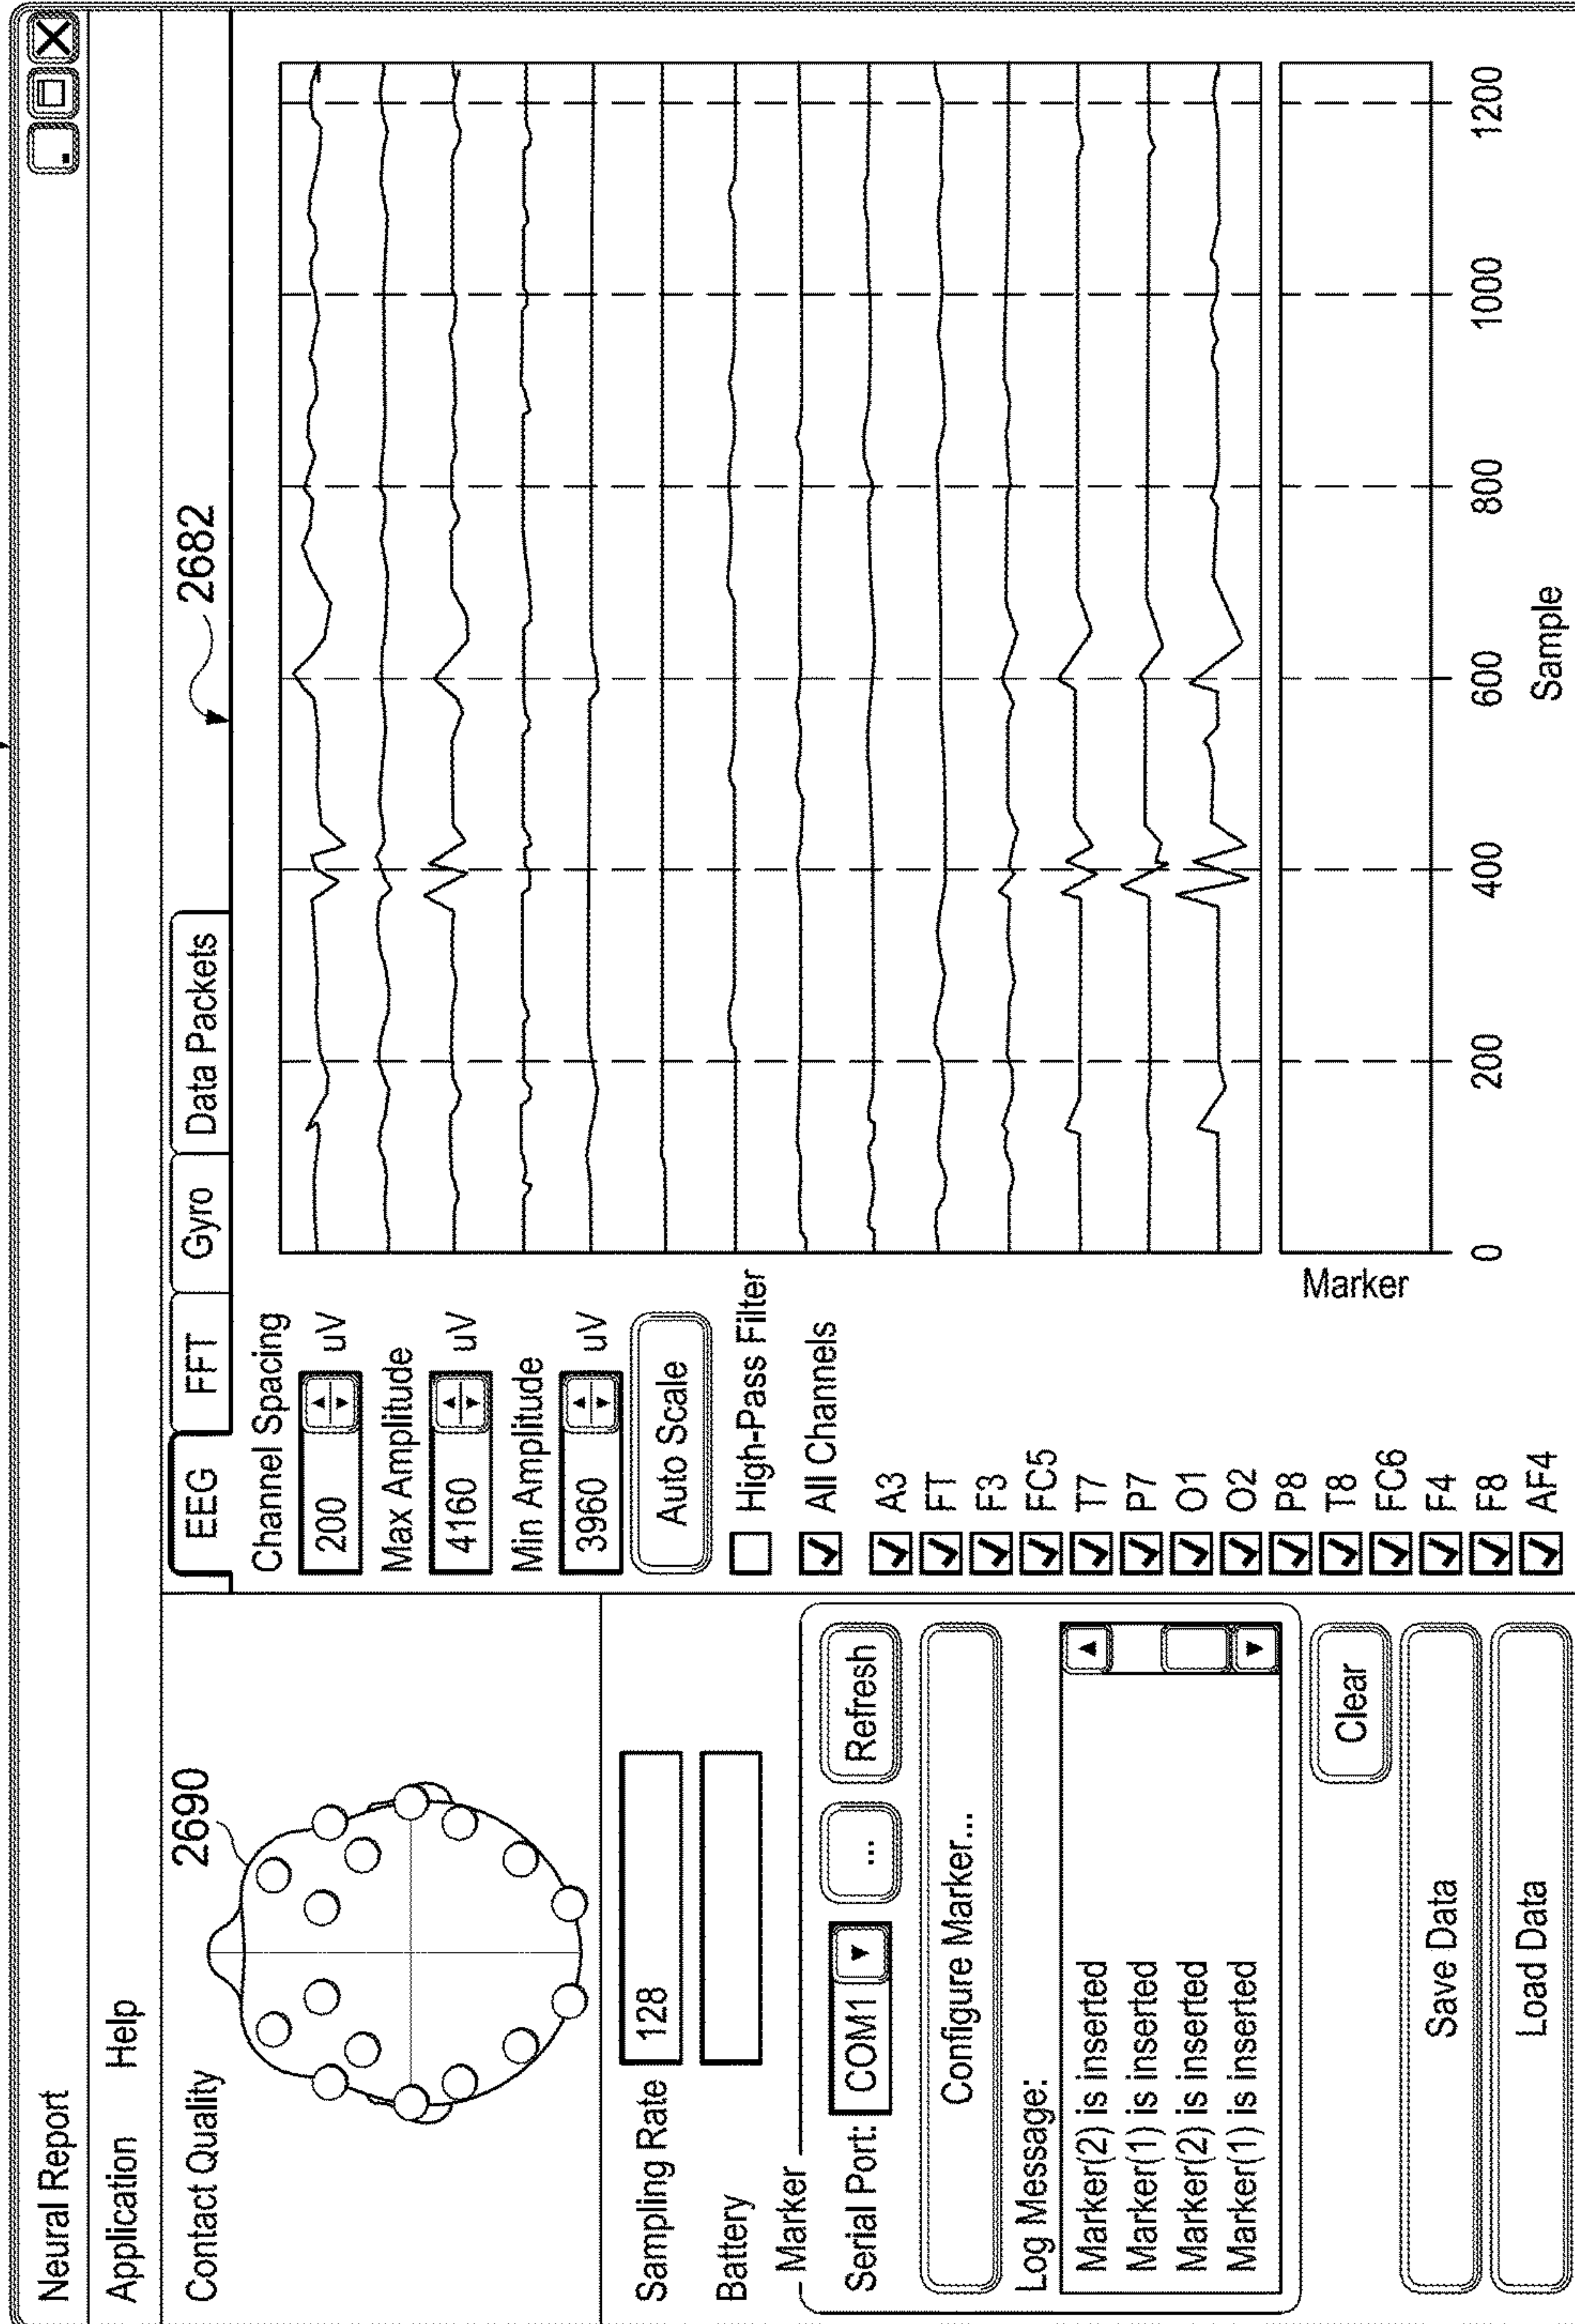 Neural Report
Application Help
Contact Quality
2690
Sampling Rate 128
Battery
Marker
Serial Port: COM1 ... Refresh
Configure Marker...
Log Message:
Marker(2) is inserted
Marker(1) is inserted
Marker(2) is inserted
Marker(1) is inserted
Clear
Save Data
Load Data
EEG FFT Gyro Data Packets
2682
Channel Spacing
200 uV
Max Amplitude
4160 uV
Min Amplitude
3960 uV
Auto Scale
High-Pass Filter
All Channels
A3
FT
F3
FC5
T7
P7
O1
O2
P8
T8
FC6
F4
F8
AF4
Marker
0 200 400 600 800 1000 1200
Sample